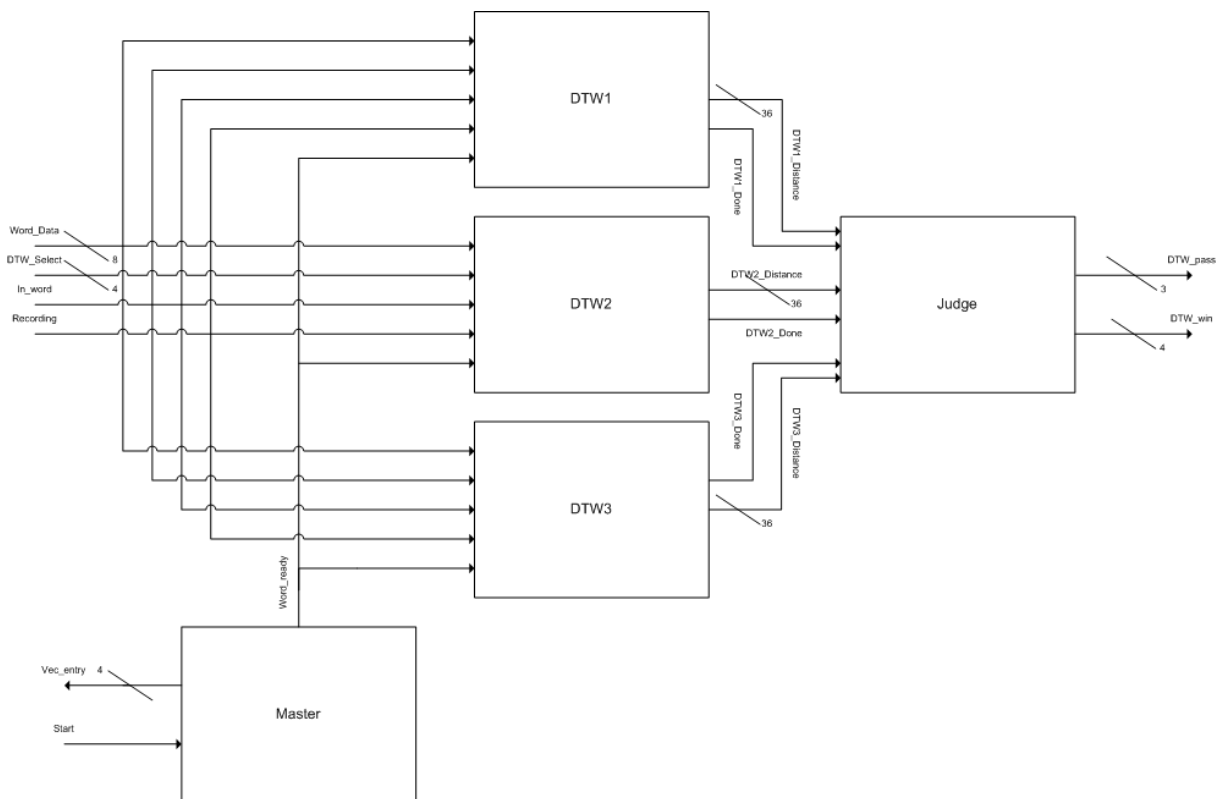 DTW1
36
DTW1_Distance
DTW1_Done
Word_Data
8
DTW_Select
4
In_word
Recording
DTW2
DTW2_Distance
36
DTW2_Done
Judge
DTW_pass
3
DTW_win
4
DTW3
DTW3_Done
DTW3_Distance
36
Word_ready
Vec_entry
4
Start
Master